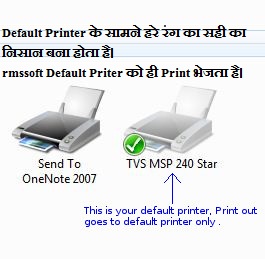 Default Printer के सामने हरे रंग का सही का
निसान बना होता है।
rmssoft Default Priter को ही Print भेजता है।
Send To
OneNote 2007
TVS MSP 240 Star
This is your default printer, Print out
goes to default printer only .